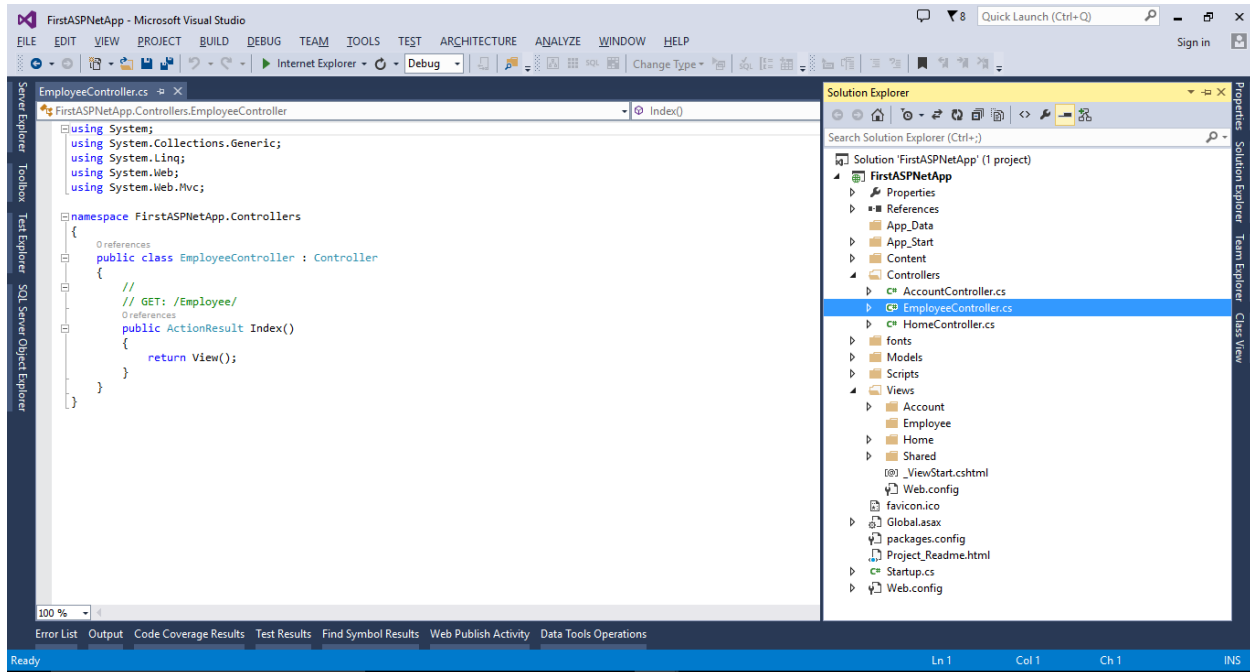 FirstASPNetApp - Microsoft Visual Studio
8
Quick Launch (Ctrl+Q)
FILE EDIT VIEW PROJECT BUILD DEBUG TEAM TOOLS TEST ARCHITECTURE ANALYZE WINDOW HELP
Sign in
Internet Explorer
Debug
Change Type
Server Explorer
Toolbox
Test Explorer
SQL Server Object Explorer
EmployeeController.cs
FirstASPNetApp.Controllers.EmployeeController
Index()
using System;
using System.Collections.Generic;
using System.Linq;
using System.Web;
using System.Web.Mvc;
namespace FirstASPNetApp.Controllers
{
0 references
public class EmployeeController : Controller
{
//
// GET: /Employee/
0 references
public ActionResult Index()
{
return View();
}
}
}
100 %
Solution Explorer
Search Solution Explorer (Ctrl+;)
Solution 'FirstASPNetApp' (1 project)
FirstASPNetApp
Properties
References
App_Data
App_Start
Content
Controllers
C# AccountController.cs
C# EmployeeController.cs
C# HomeController.cs
fonts
Models
Scripts
Views
Account
Employee
Home
Shared
[@] _ViewStart.cshtml
Web.config
favicon.ico
Global.asax
packages.config
Project_Readme.html
C# Startup.cs
Web.config
Properties
Solution Explorer
Team Explorer
Class View
Error List Output Code Coverage Results Test Results Find Symbol Results Web Publish Activity Data Tools Operations
Ready
Ln 1 Col 1 Ch 1 INS